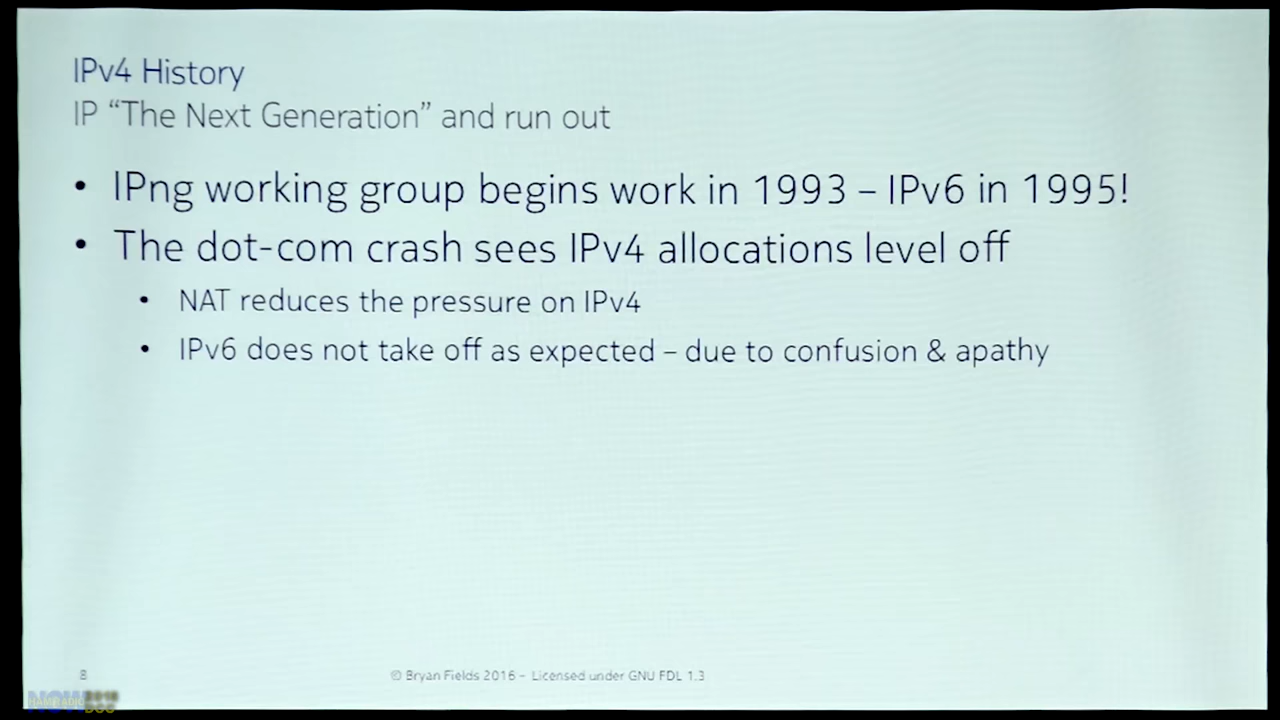 IPv4 History
IP “The Next Generation” and run out
• IPng working group begins work in 1993 – IPv6 in 1995!
• The dot-com crash sees IPv4 allocations level off
• NAT reduces the pressure on IPv4
• IPv6 does not take off as expected – due to confusion & apathy
8
© Bryan Fields 2016 – Licensed under GNU FDL 1.3